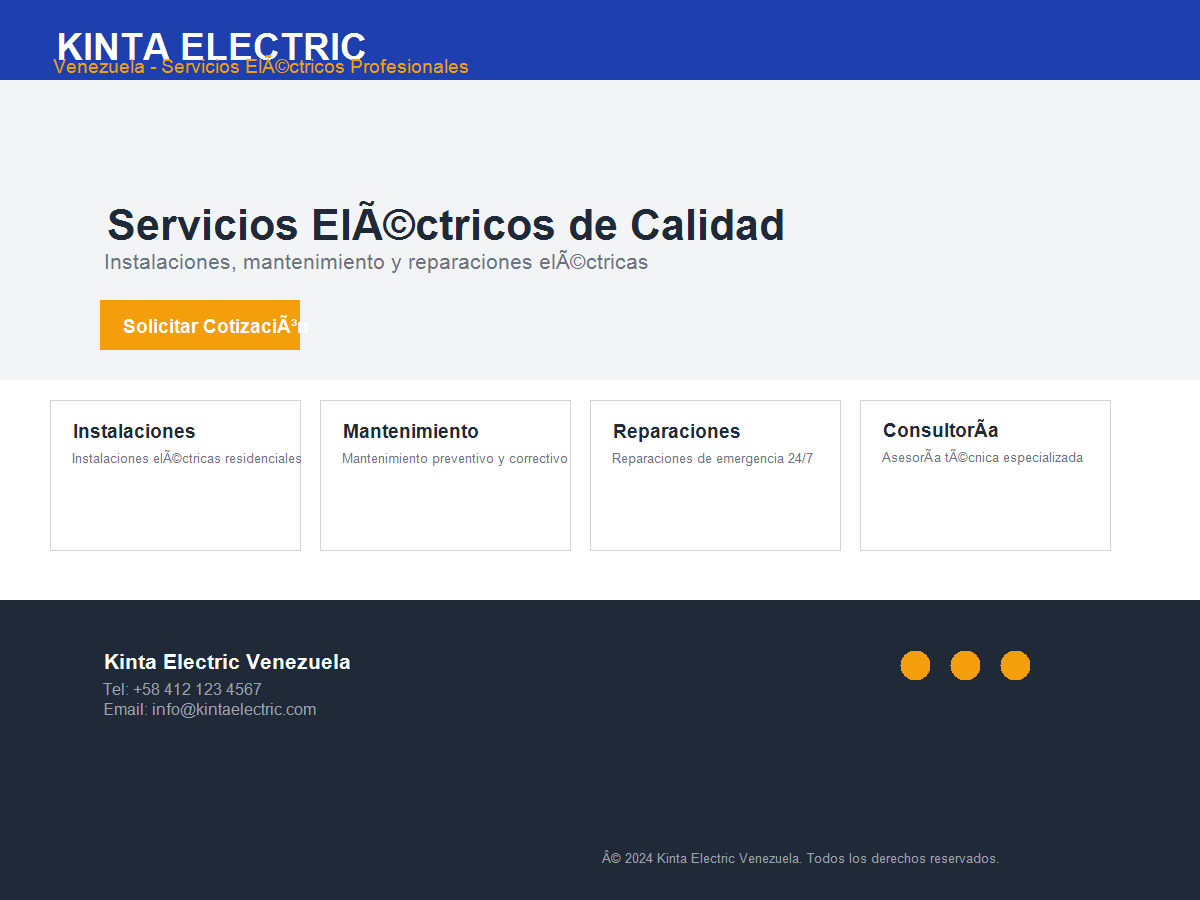 KINTA ELECTRIC
Venezuela - Servicios ElÃ©ctricos Profesionales
Servicios ElÃ©ctricos de Calidad
Instalaciones, mantenimiento y reparaciones elÃ©ctricas
Solicitar CotizaciÃ³n
Instalaciones
Instalaciones elÃ©ctricas residenciales
Mantenimiento
Mantenimiento preventivo y correctivo
Reparaciones
Reparaciones de emergencia 24/7
ConsultorÃ­a
AsesorÃ­a tÃ©cnica especializada
Kinta Electric Venezuela
Tel: +58 412 123 4567
Email: info@kintaelectric.com
Â© 2024 Kinta Electric Venezuela. Todos los derechos reservados.